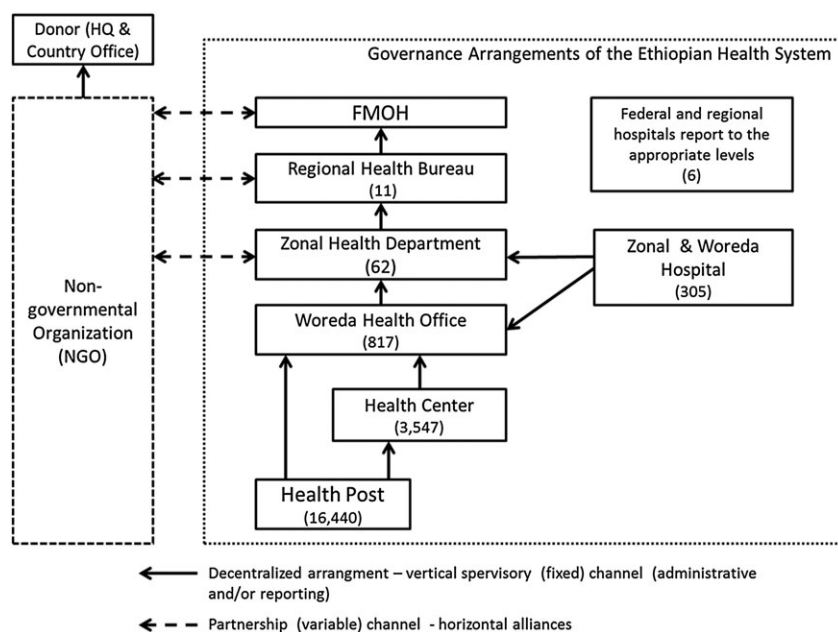 Donor (HQ &
Country Office)
Governance Arrangements of the Ethiopian Health System
FMOH
Federal and regional
hospitals report to the
appropriate levels
(6)
Regional Health Bureau
(11)
Zonal Health Department
(62)
Zonal & Woreda
Hospital
(305)
Non-
governmental
Organization
(NGO)
Woreda Health Office
(817)
Health Center
(3,547)
Health Post
(16,440)
Decentralized arrangment – vertical spervisory (fixed) channel (administrative
and/or reporting)
Partnership (variable) channel - horizontal alliances